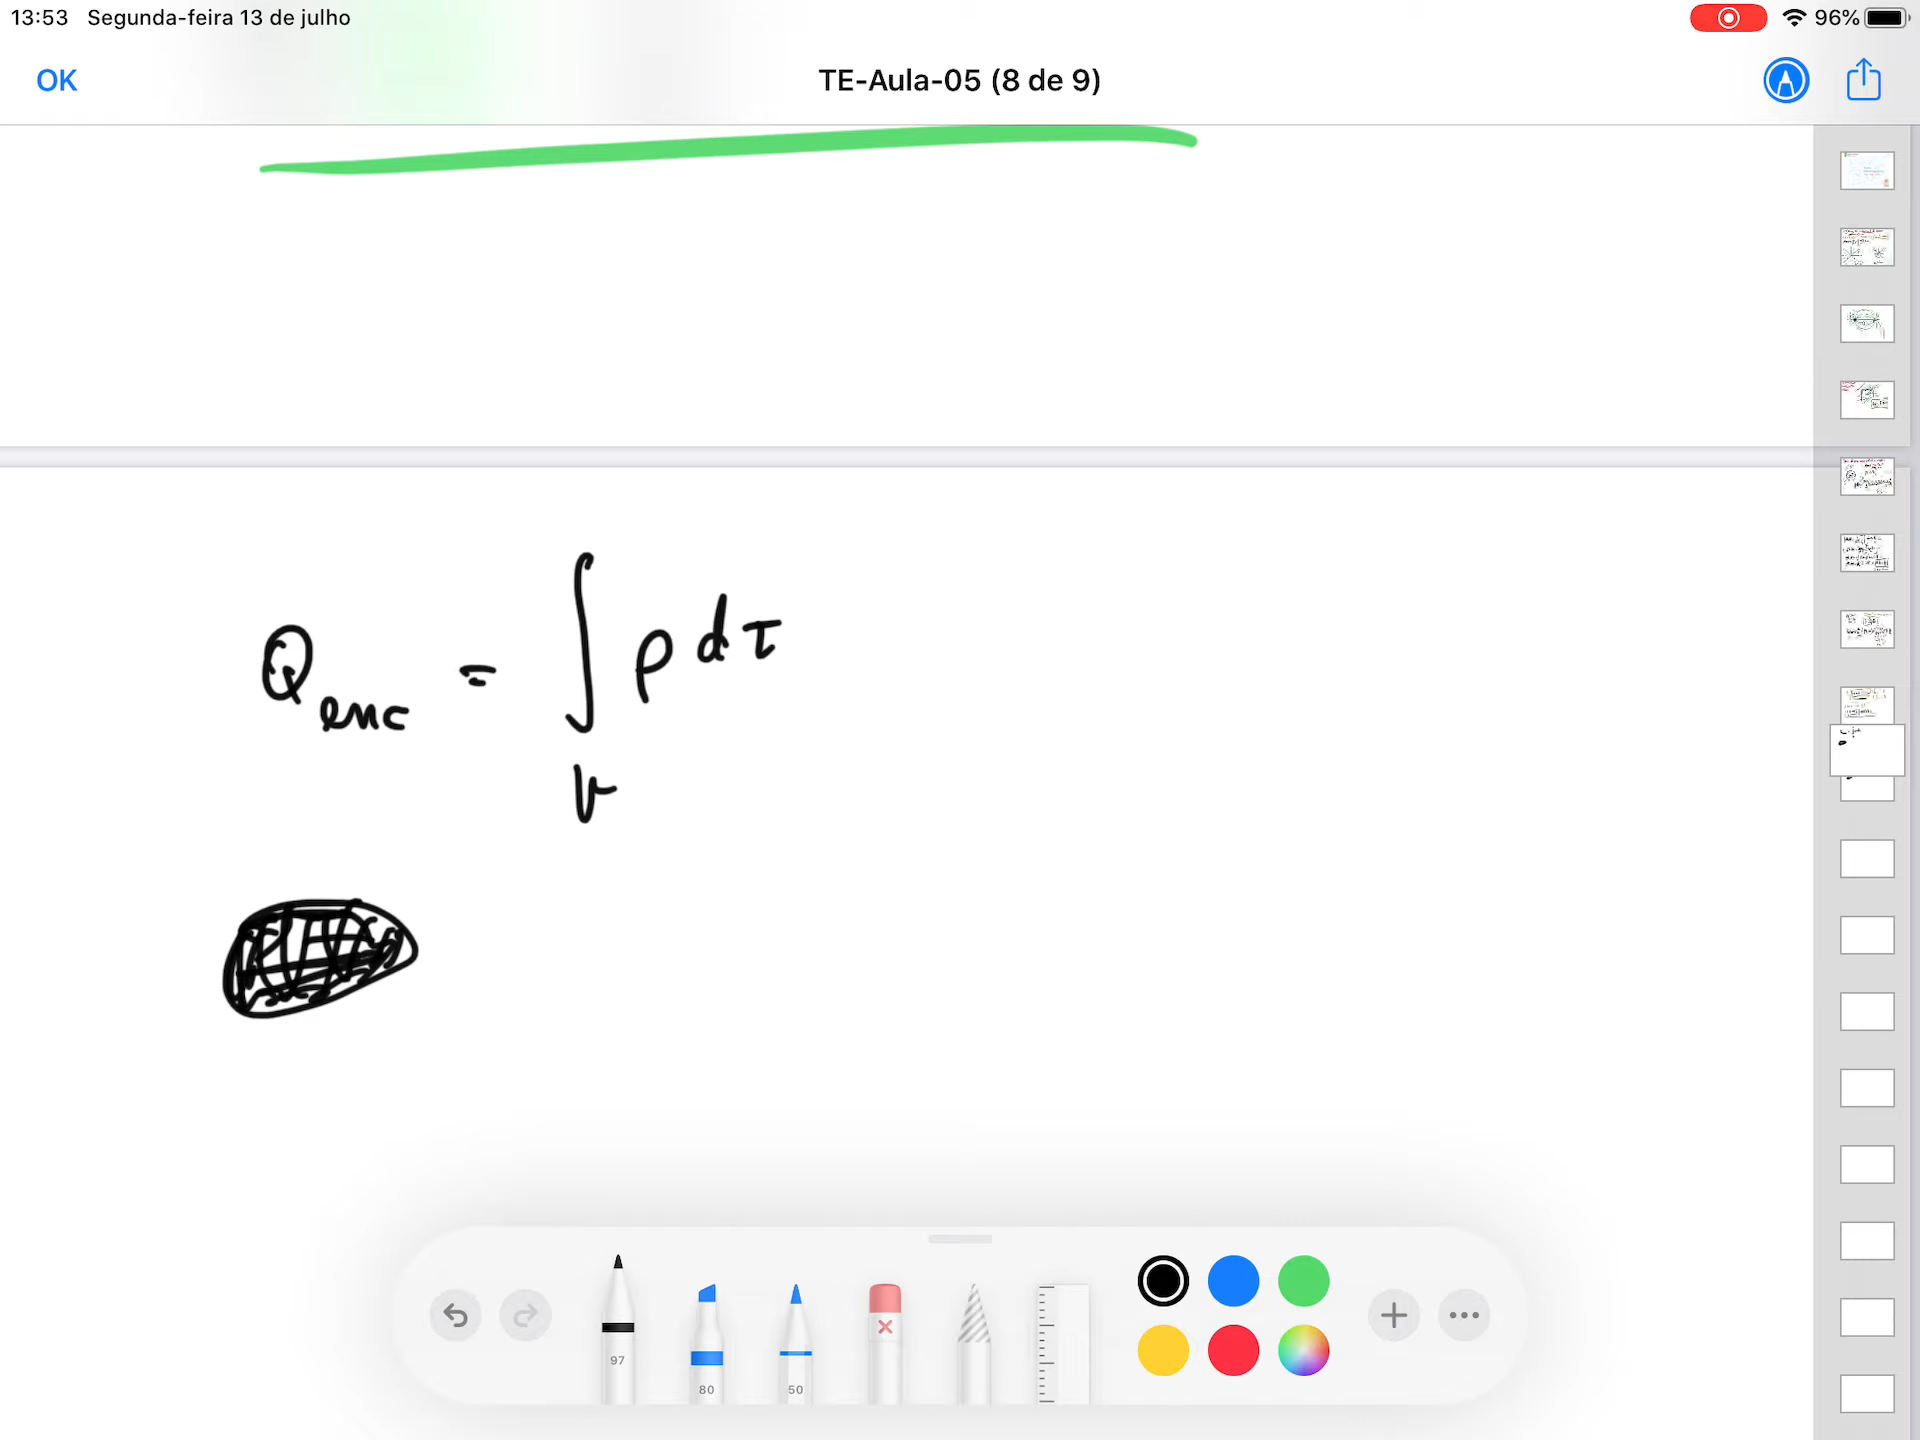 13:53 Segunda-feira 13 de julho 96%
OK TE-Aula-05 (8 de 9)
Q_enc = ∫_V ρ dτ
97 80 50